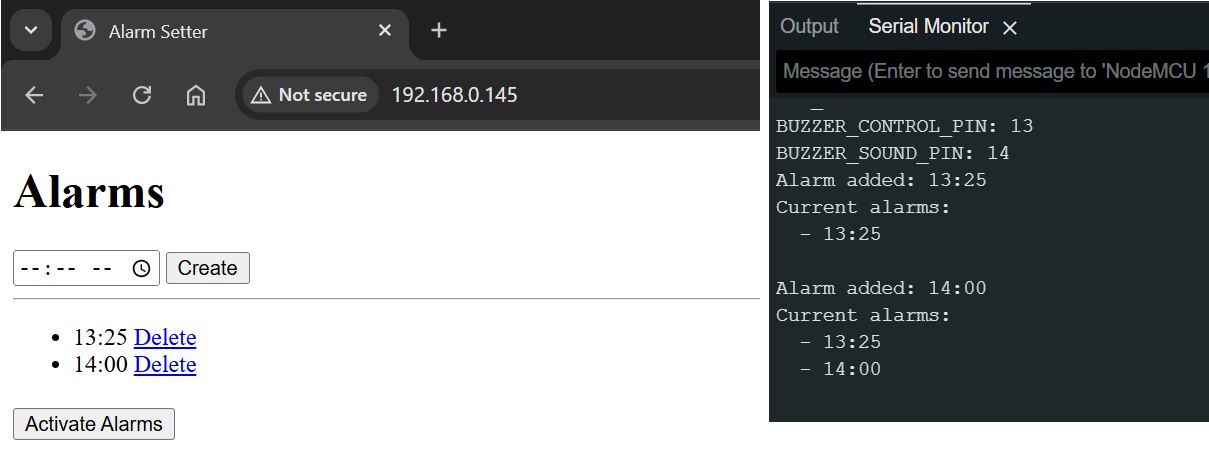 Alarm Setter
Not secure 192.168.0.145
Alarms
--:-- -- Create
13:25 Delete
14:00 Delete
Activate Alarms
Output Serial Monitor
Message (Enter to send message to 'NodeMCU 1
BUZZER_CONTROL_PIN: 13
BUZZER_SOUND_PIN: 14
Alarm added: 13:25
Current alarms:
- 13:25
Alarm added: 14:00
Current alarms:
- 13:25
- 14:00